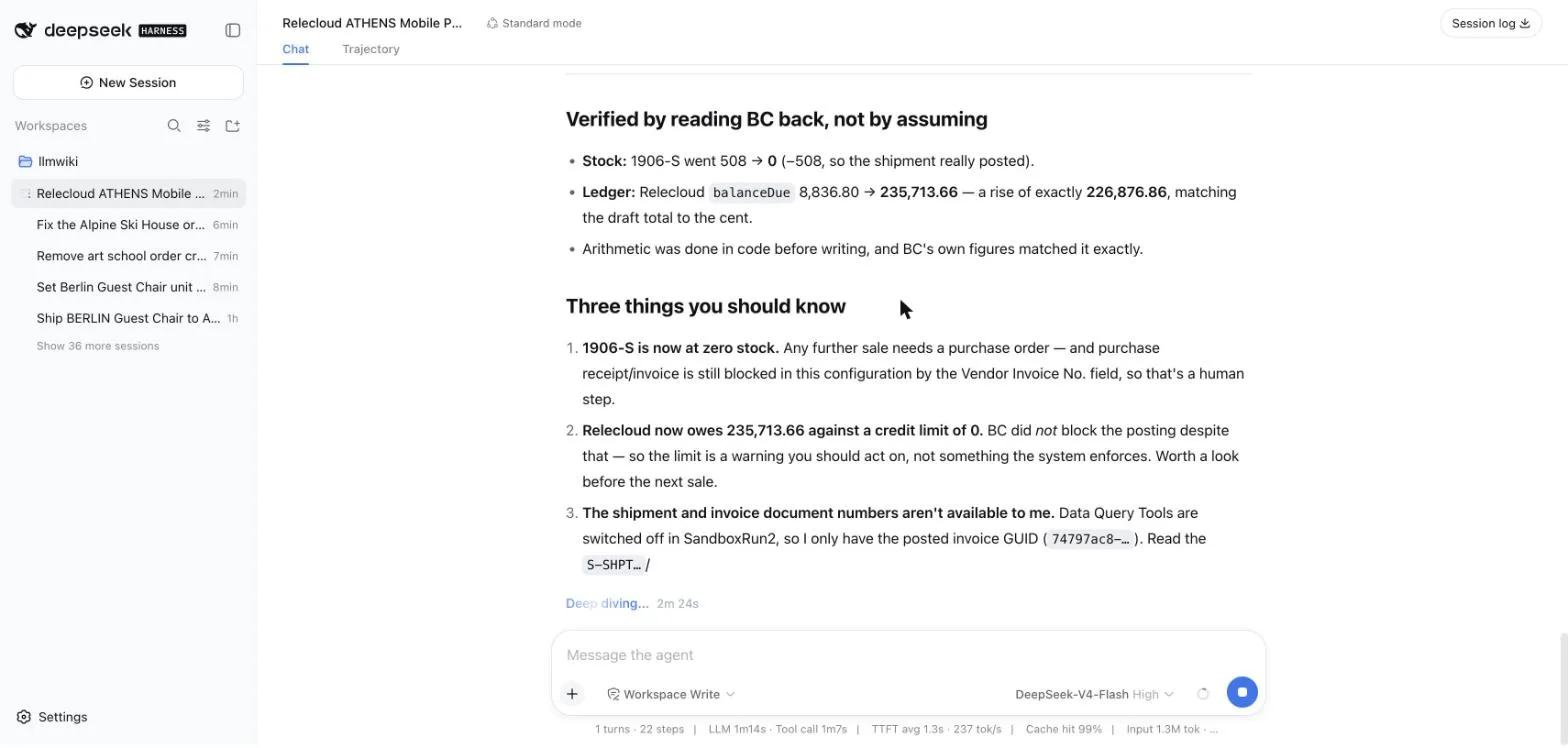 deepseek HARNESS
New Session
Workspaces
llmwiki
Relecloud ATHENS Mobile ... 2min
Fix the Alpine Ski House or... 6min
Remove art school order cr... 7min
Set Berlin Guest Chair unit ... 8min
Ship BERLIN Guest Chair to A... 1h
Show 36 more sessions
Settings
Relecloud ATHENS Mobile P... Standard mode
Session log
Chat Trajectory
Verified by reading BC back, not by assuming
• Stock: 1906-S went 508 → 0 (−508, so the shipment really posted).
• Ledger: Relecloud balanceDue 8,836.80 → 235,713.66 — a rise of exactly 226,876.86, matching
the draft total to the cent.
• Arithmetic was done in code before writing, and BC's own figures matched it exactly.
Three things you should know
1. 1906-S is now at zero stock. Any further sale needs a purchase order — and purchase
receipt/invoice is still blocked in this configuration by the Vendor Invoice No. field, so that's a human
step.
2. Relecloud now owes 235,713.66 against a credit limit of 0. BC did not block the posting despite
that — so the limit is a warning you should act on, not something the system enforces. Worth a look
before the next sale.
3. The shipment and invoice document numbers aren't available to me. Data Query Tools are
switched off in SandboxRun2, so I only have the posted invoice GUID ( 74797ac8-… ). Read the
S-SHPT… /
Deep diving... 2m 24s
Message the agent
Workspace Write
DeepSeek-V4-Flash High
1 turns · 22 steps | LLM 1m14s · Tool call 1m7s | TTFT avg 1.3s · 237 tok/s | Cache hit 99% | Input 1.3M tok · ...